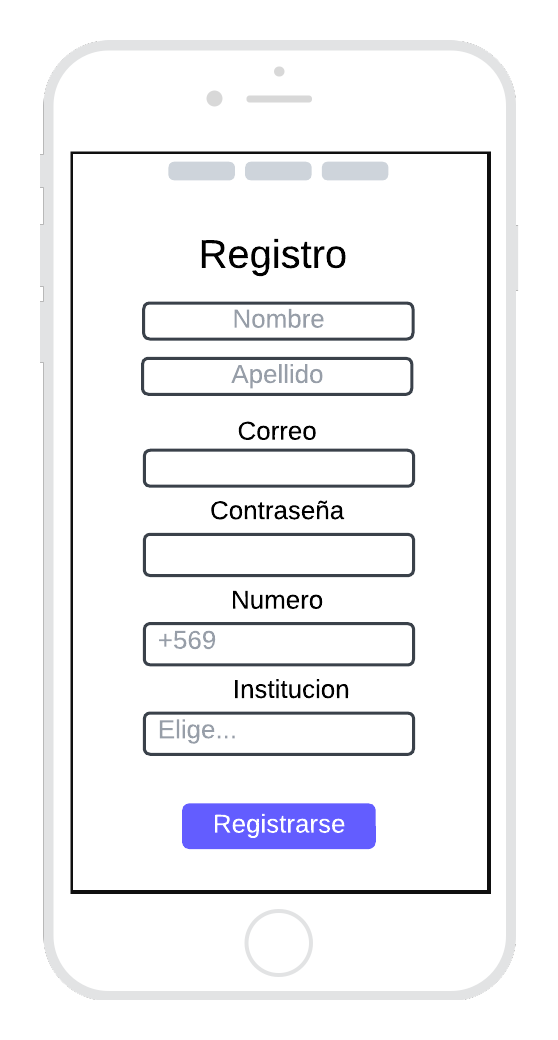 Registro
Nombre
Apellido
Correo
Contraseña
Numero
+569
Institucion
Elige...
Registrarse